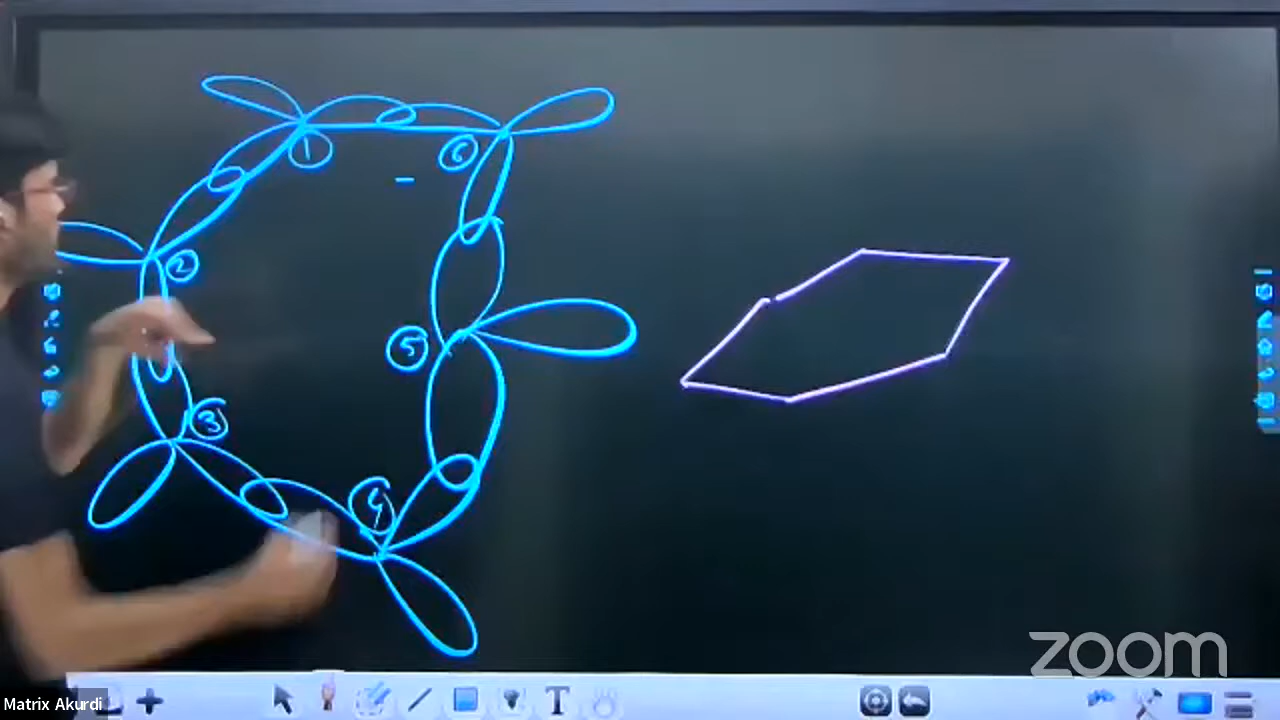 ① ⑥
②
⑤
③
④
zoom
Matrix Akurdi
T